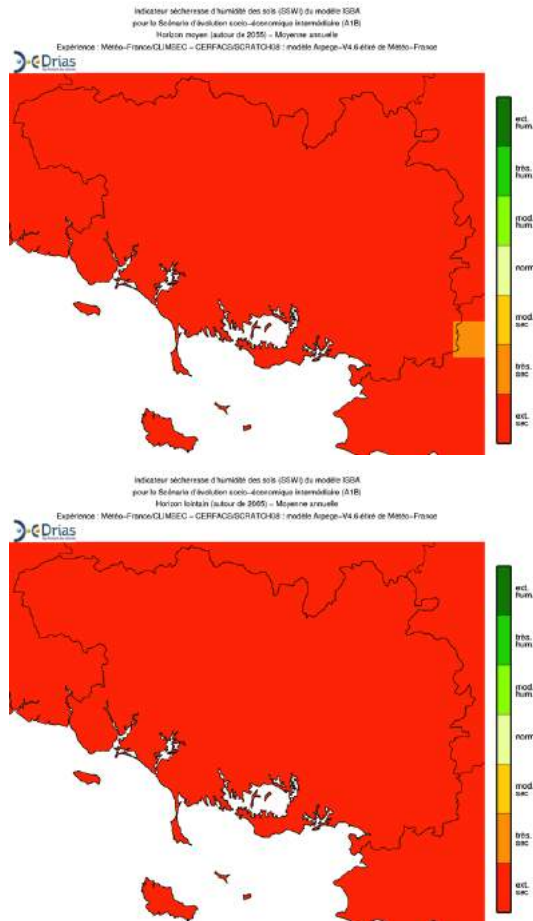 Indicateur sécheresse d'humidité des sols (SSWI) du modèle ISBA
pour le Scénario d'évolution socio-économique intermédiaire (A1B)
Horizon moyen (autour de 2055) – Moyenne annuelle
Expérience : Météo-France/CLIMSEC – CERFACS/SCRATCH08 : modèle Arpege-V4.6-étiré de Météo-France
Drias
ext.
hum.
très.
hum.
mod.
hum.
norm
mod.
sec
très.
sec
ext.
sec
Indicateur sécheresse d'humidité des sols (SSWI) du modèle ISBA
pour le Scénario d'évolution socio-économique intermédiaire (A1B)
Horizon lointain (autour de 2085) – Moyenne annuelle
Expérience : Météo-France/CLIMSEC – CERFACS/SCRATCH08 : modèle Arpege-V4.6-étiré de Météo-France
Drias
ext.
hum.
très.
hum.
mod.
hum.
norm
mod.
sec
très.
sec
ext.
sec